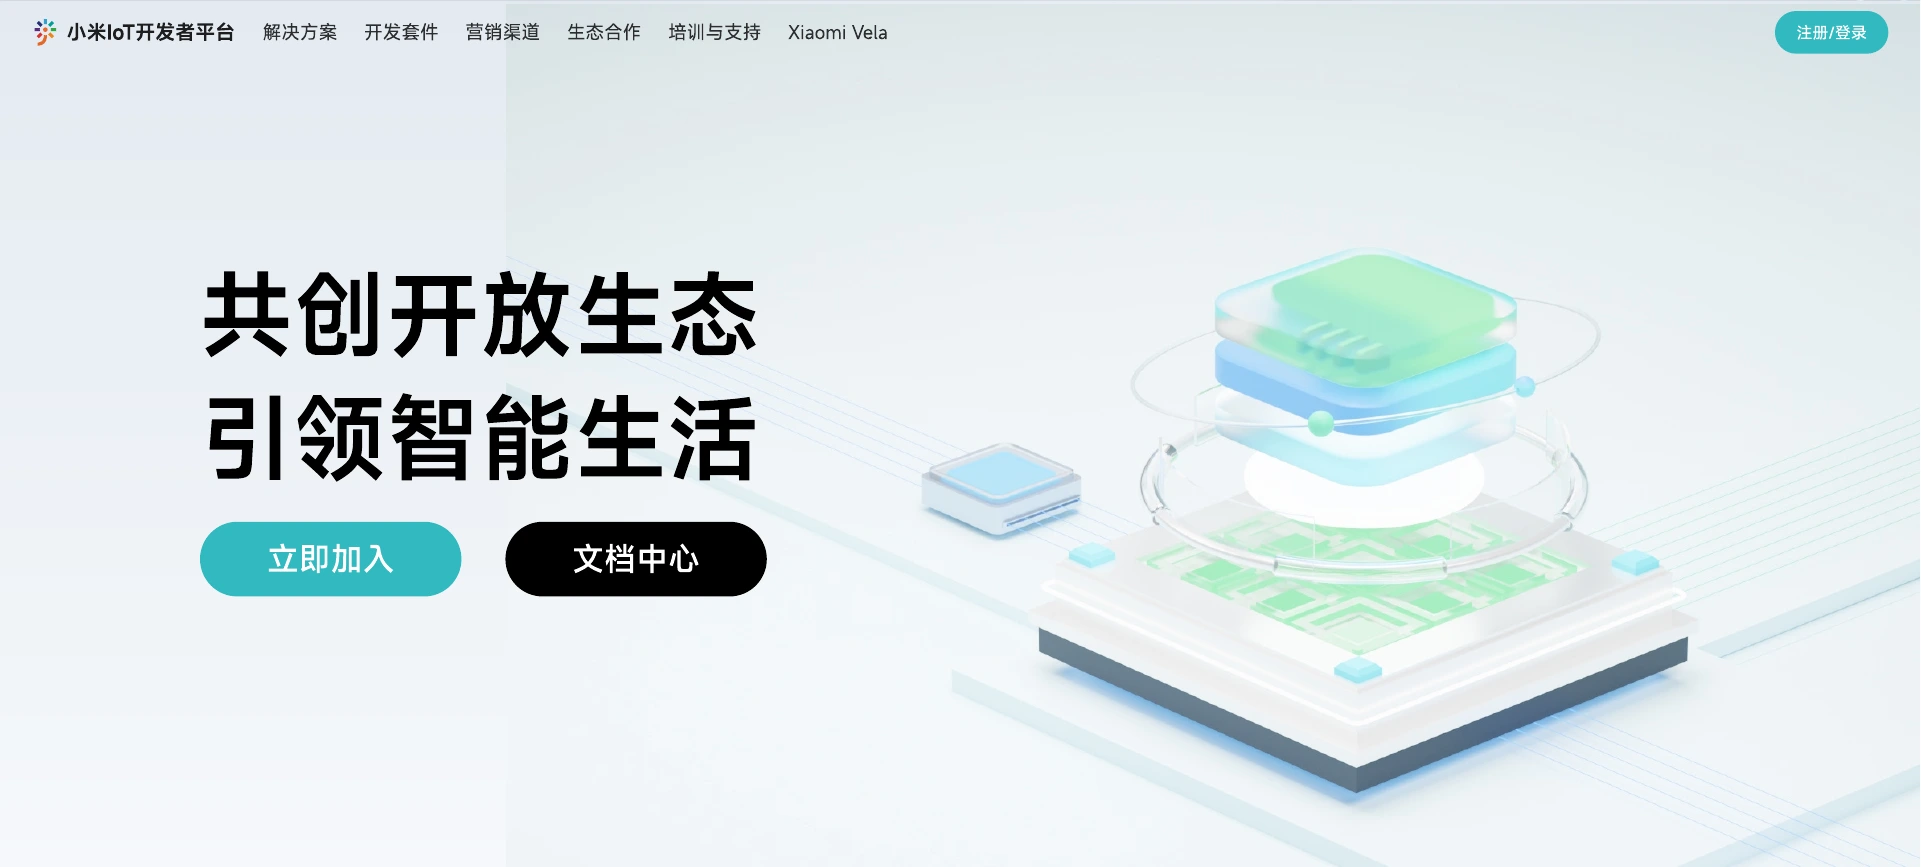 小米IoT开发者平台 解决方案 开发套件 营销渠道 生态合作 培训与支持 Xiaomi Vela 注册/登录
共创开放生态
引领智能生活
立即加入 文档中心